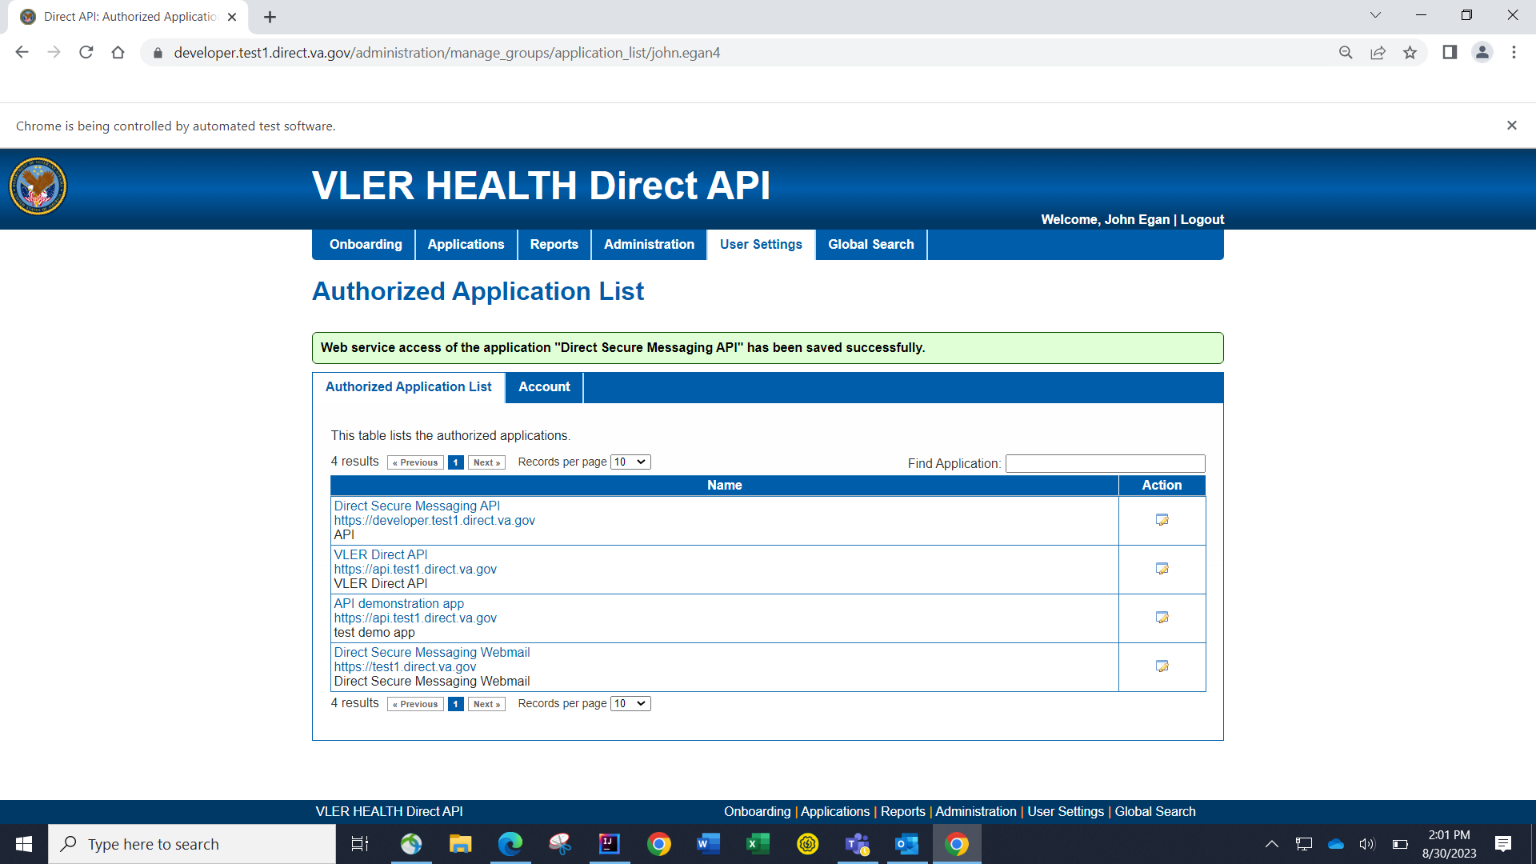 Direct API: Authorized Applicatio
developer.test1.direct.va.gov/administration/manage_groups/application_list/john.egan4
Chrome is being controlled by automated test software.
VLER HEALTH Direct API
Welcome, John Egan | Logout
Onboarding Applications Reports Administration User Settings Global Search
Authorized Application List
Web service access of the application "Direct Secure Messaging API" has been saved successfully.
Authorized Application List Account
This table lists the authorized applications.
4 results « Previous 1 Next » Records per page 10 Find Application:
Name Action
Direct Secure Messaging API
https://developer.test1.direct.va.gov
API
VLER Direct API
https://api.test1.direct.va.gov
VLER Direct API
API demonstration app
https://api.test1.direct.va.gov
test demo app
Direct Secure Messaging Webmail
https://test1.direct.va.gov
Direct Secure Messaging Webmail
4 results « Previous 1 Next » Records per page 10
VLER HEALTH Direct API Onboarding | Applications | Reports | Administration | User Settings | Global Search
Type here to search
2:01 PM
8/30/2023